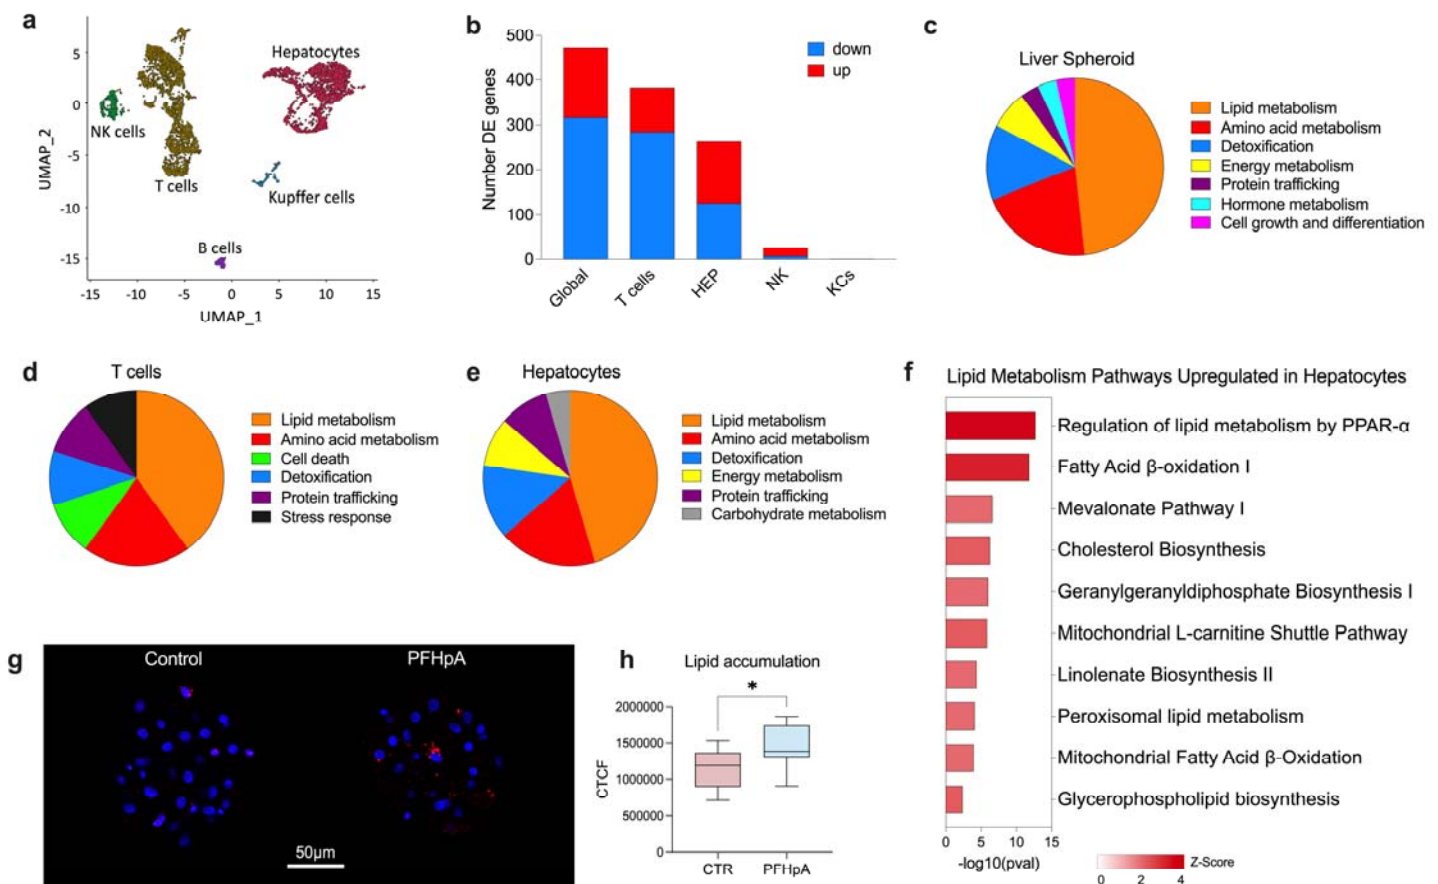 a
5
0
-5
-10
-15
UMAP_2
-15 -10 -5 0 5 10 15
UMAP_1
Hepatocytes
NK cells
T cells
Kupffer cells
B cells
b
500
400
300
200
100
0
Number DE genes
down
up
Global T cells HEP NK KCs
c
Liver Spheroid
Lipid metabolism
Amino acid metabolism
Detoxification
Energy metabolism
Protein trafficking
Hormone metabolism
Cell growth and differentiation
d
T cells
Lipid metabolism
Amino acid metabolism
Cell death
Detoxification
Protein trafficking
Stress response
e
Hepatocytes
Lipid metabolism
Amino acid metabolism
Detoxification
Energy metabolism
Protein trafficking
Carbohydrate metabolism
f
Lipid Metabolism Pathways Upregulated in Hepatocytes
Regulation of lipid metabolism by PPAR-α
Fatty Acid β-oxidation I
Mevalonate Pathway I
Cholesterol Biosynthesis
Geranylgeranyldiphosphate Biosynthesis I
Mitochondrial L-carnitine Shuttle Pathway
Linolenate Biosynthesis II
Peroxisomal lipid metabolism
Mitochondrial Fatty Acid β-Oxidation
Glycerophospholipid biosynthesis
0 5 10 15
-log10(pval)
Z-Score
0 2 4
g
Control PFHpA
50μm
h
Lipid accumulation
*
2000000
1500000
1000000
500000
0
CTCF
CTR PFHpA